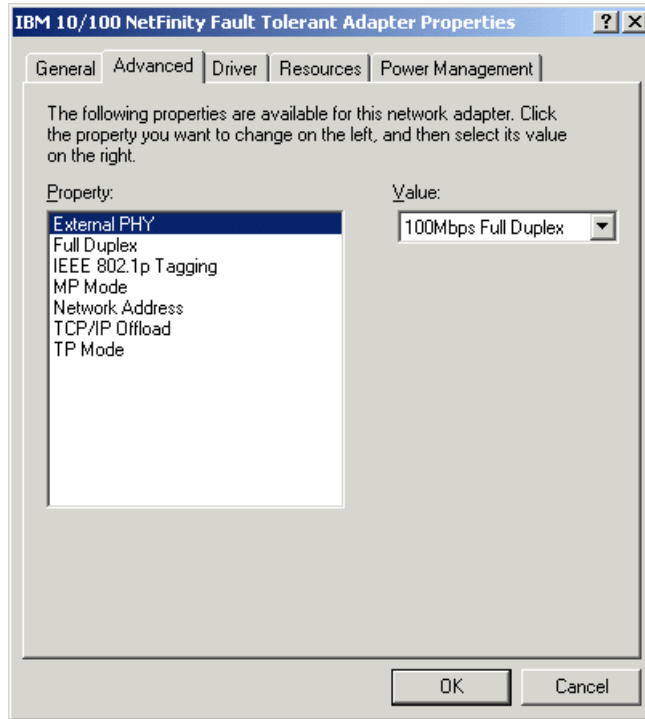 IBM 10/100 NetFinity Fault Tolerant Adapter Properties
General Advanced Driver Resources Power Management
The following properties are available for this network adapter. Click
the property you want to change on the left, and then select its value
on the right.
Property:
Value:
External PHY
100Mbps Full Duplex
Full Duplex
IEEE 802.1p Tagging
MP Mode
Network Address
TCP/IP Offload
TP Mode
OK
Cancel